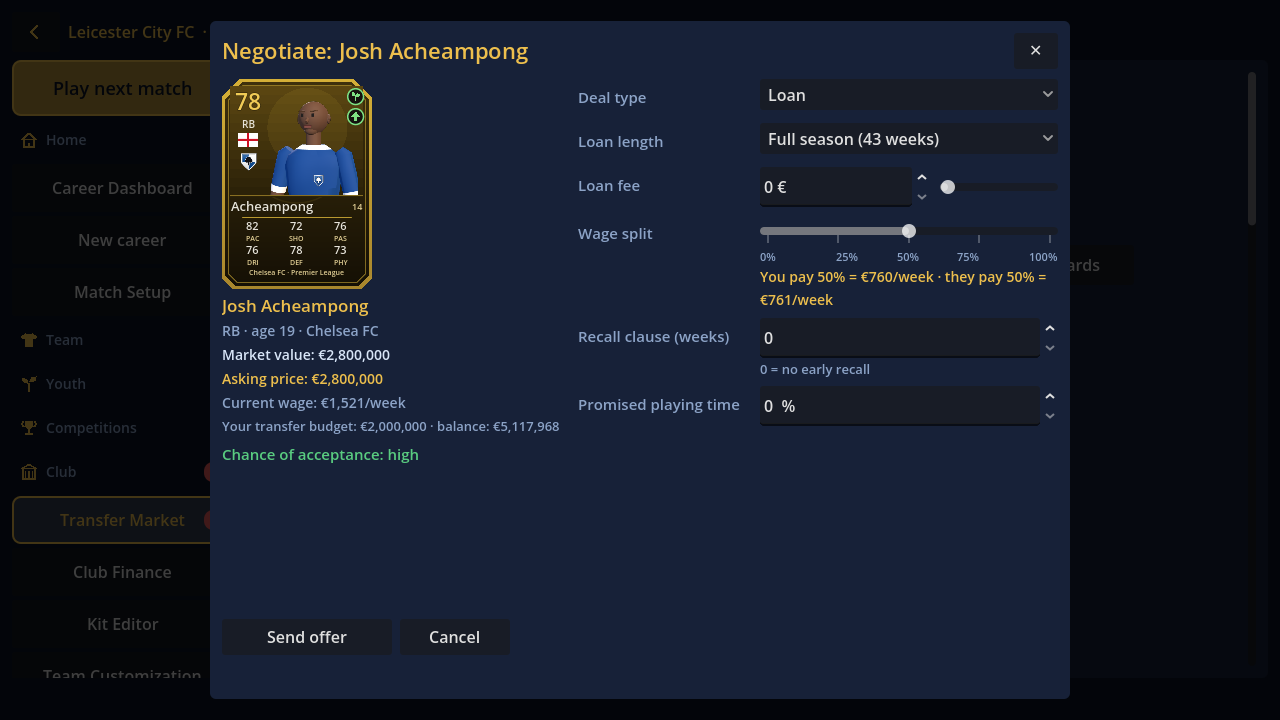 Leicester City FC ·
Negotiate: Josh Acheampong
×
Play next match
Home
Career Dashboard
New career
Match Setup
Team
Youth
Competitions
Club
Transfer Market
Club Finance
Kit Editor
Team Customization
78
RB
Acheampong
14
82 72 76
PAC SHO PAS
76 78 73
DRI DEF PHY
Chelsea FC · Premier League
Josh Acheampong
RB · age 19 · Chelsea FC
Market value: €2,800,000
Asking price: €2,800,000
Current wage: €1,521/week
Your transfer budget: €2,000,000 · balance: €5,117,968
Chance of acceptance: high
Deal type
Loan
Loan length
Full season (43 weeks)
Loan fee
0 €
Wage split
0% 25% 50% 75% 100%
You pay 50% = €760/week · they pay 50% =
€761/week
Recall clause (weeks)
0
0 = no early recall
Promised playing time
0 %
Send offer
Cancel